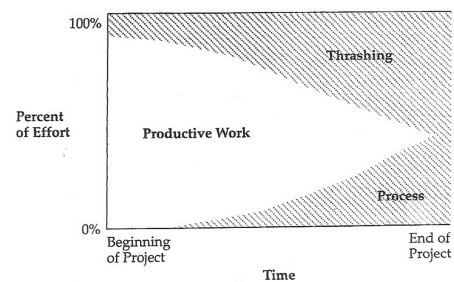 100%
Thrashing
Percent
of Effort
Productive Work
Process
0%
Beginning
of Project
End of
Project
Time